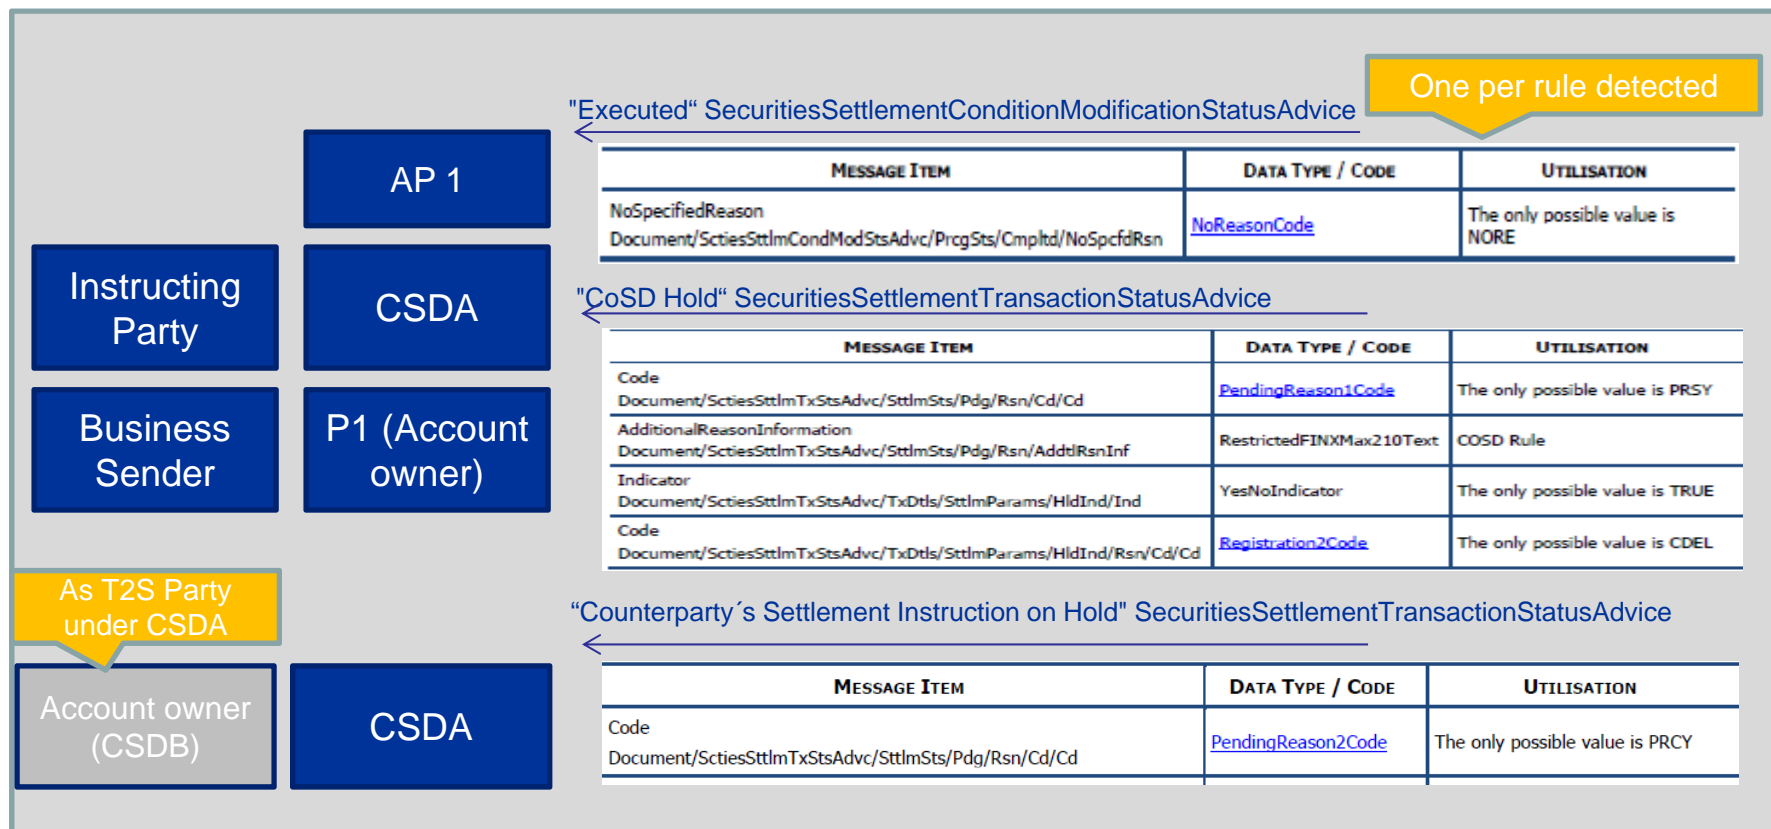 One per rule detected
"Executed“ SecuritiesSettlementConditionModificationStatusAdvice
AP 1
MESSAGE ITEM DATA TYPE / CODE UTILISATION
NoSpecifiedReason
Document/SctiesSttlmCondModStsAdvc/PrcgSts/Cmpltd/NoSpcfdRsn
NoReasonCode
The only possible value is
NORE
Instructing
Party
CSDA
"CoSD Hold“ SecuritiesSettlementTransactionStatusAdvice
MESSAGE ITEM DATA TYPE / CODE UTILISATION
Code
Document/SctiesSttlmTxStsAdvc/SttlmSts/Pdg/Rsn/Cd/Cd
PendingReason1Code
The only possible value is PRSY
AdditionalReasonInformation
Document/SctiesSttlmTxStsAdvc/SttlmSts/Pdg/Rsn/AddtlRsnInf
RestrictedFINXMax210Text
COSD Rule
Indicator
Document/SctiesSttlmTxStsAdvc/TxDtls/SttlmParams/HldInd/Ind
YesNoIndicator
The only possible value is TRUE
Code
Document/SctiesSttlmTxStsAdvc/TxDtls/SttlmParams/HldInd/Rsn/Cd/Cd
Registration2Code
The only possible value is CDEL
Business
Sender
P1 (Account
owner)
As T2S Party
under CSDA
“Counterparty´s Settlement Instruction on Hold" SecuritiesSettlementTransactionStatusAdvice
Account owner
(CSDB)
CSDA
MESSAGE ITEM DATA TYPE / CODE UTILISATION
Code
Document/SctiesSttlmTxStsAdvc/SttlmSts/Pdg/Rsn/Cd/Cd
PendingReason2Code
The only possible value is PRCY